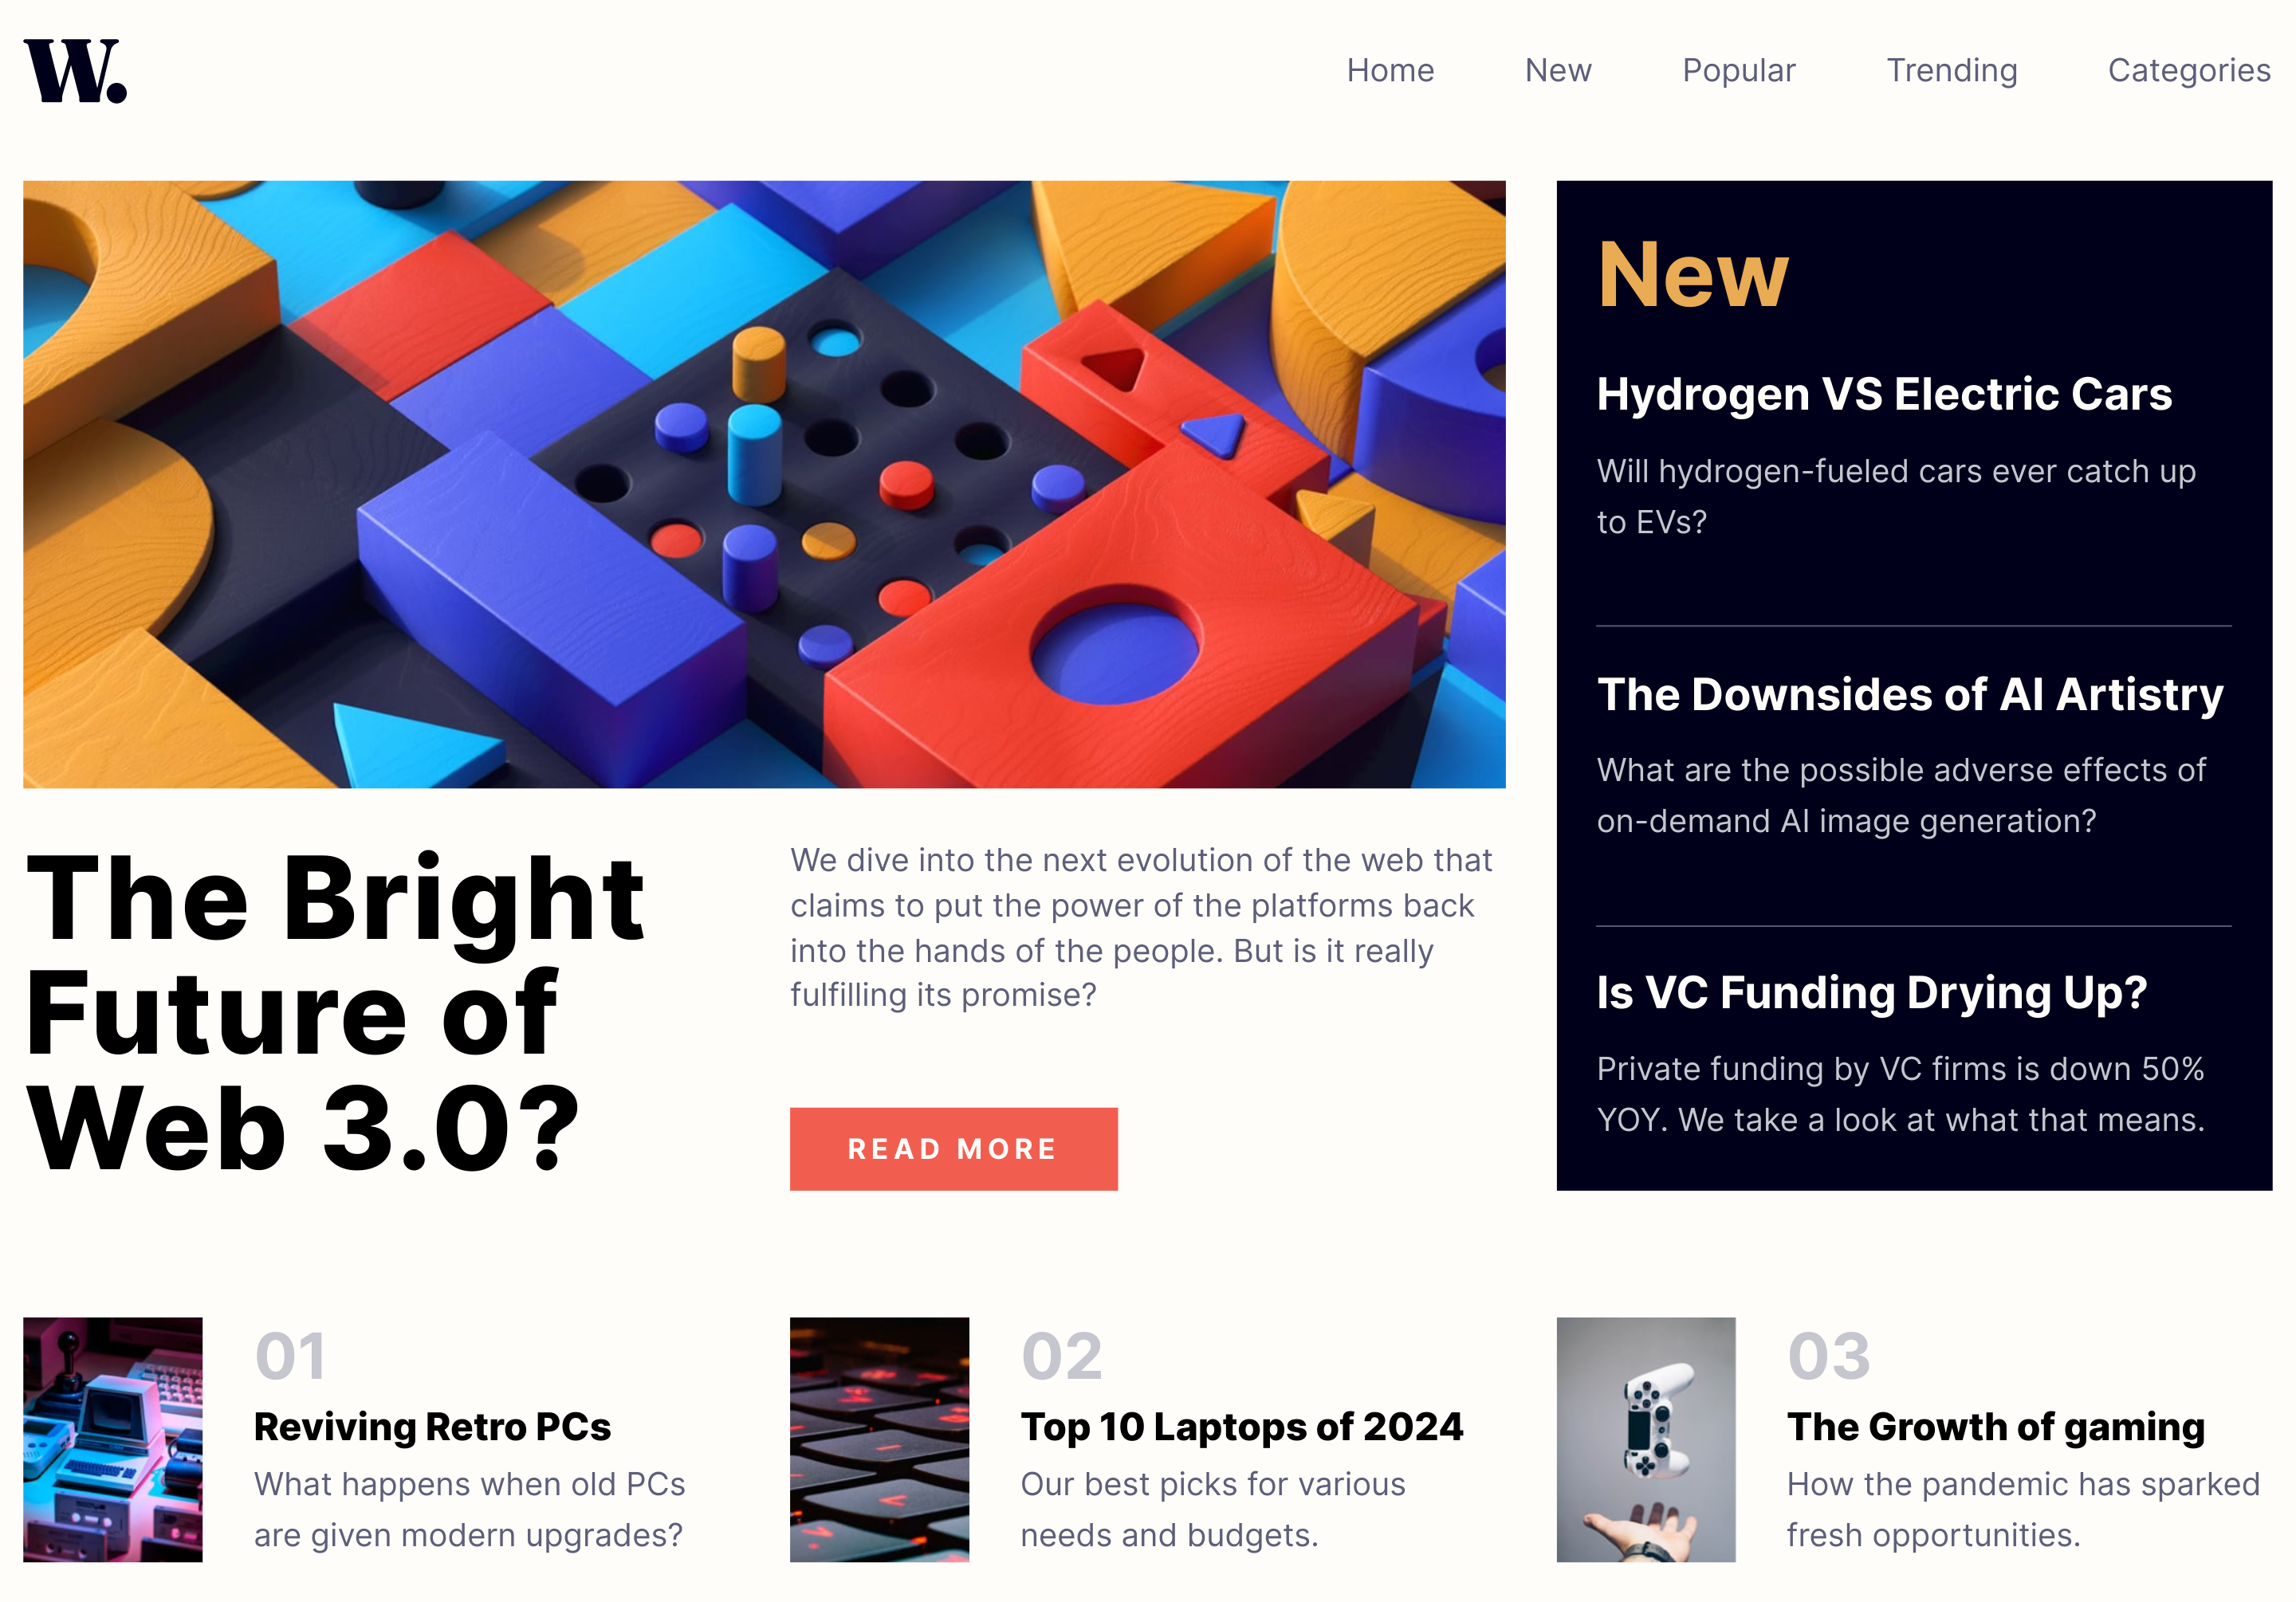 W.
Home
New
Popular
Trending
Categories
New
Hydrogen VS Electric Cars
Will hydrogen-fueled cars ever catch up
to EVs?
The Downsides of AI Artistry
What are the possible adverse effects of
on-demand AI image generation?
Is VC Funding Drying Up?
Private funding by VC firms is down 50%
YOY. We take a look at what that means.
The Bright
Future of
Web 3.0?
We dive into the next evolution of the web that
claims to put the power of the platforms back
into the hands of the people. But is it really
fulfilling its promise?
READ MORE
01
Reviving Retro PCs
What happens when old PCs
are given modern upgrades?
02
Top 10 Laptops of 2024
Our best picks for various
needs and budgets.
03
The Growth of gaming
How the pandemic has sparked
fresh opportunities.